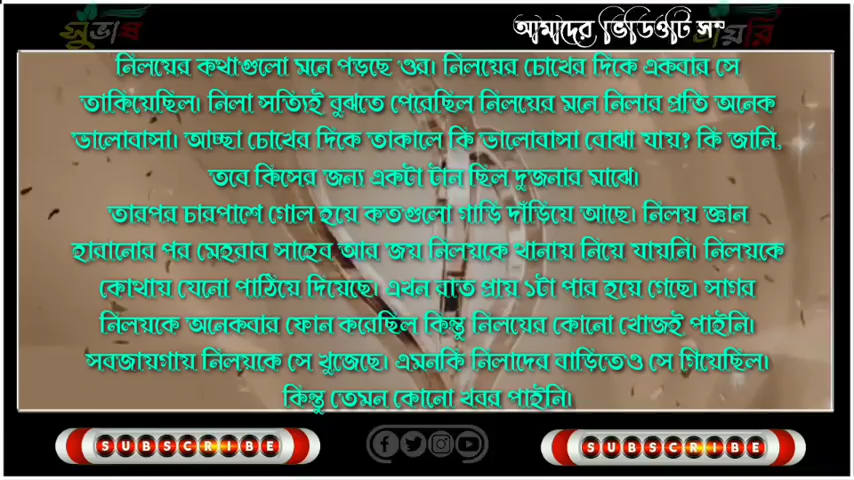 সুভাষ
আমাদের ভিডিওটি
নিলয়ের কথাগুলো মনে পড়ছে ওর। নিলয়ের চোখের দিকে একবার সে
তাকিয়েছিল। নিলা সত্যিই বুঝতে পেরেছিল নিলয়ের মনে নিলার প্রতি অনেক
ভালোবাসা। আচ্ছা চোখের দিকে তাকালে কি ভালোবাসা বোঝা যায়? কি জানি,
তবে কিসের জন্য একটা টান ছিল দুজনার মাঝে।
তারপর চারপাশে গোল হয়ে কতগুলো গাড়ি দাঁড়িয়ে আছে। নিলয় জ্ঞান
হারানোর পর মেহরাব সাহেব আর জয় নিলয়কে থানায় নিয়ে যায়নি। নিলয়কে
কোথায় যেনো পাঠিয়ে দিয়েছে। এখন রাত প্রায় ১টা পার হয়ে গেছে। সাগর
নিলয়কে অনেকবার ফোন করেছিল কিন্তু নিলয়ের কোনো খোজই পাইনি।
সবজায়গায় নিলয়কে সে খুজেছে। এমনকি নিলাদের বাড়িতেও সে গিয়েছিল।
কিন্তু তেমন কোনো খবর পাইনি।
SUBSCRIBE
SUBSCRIBE